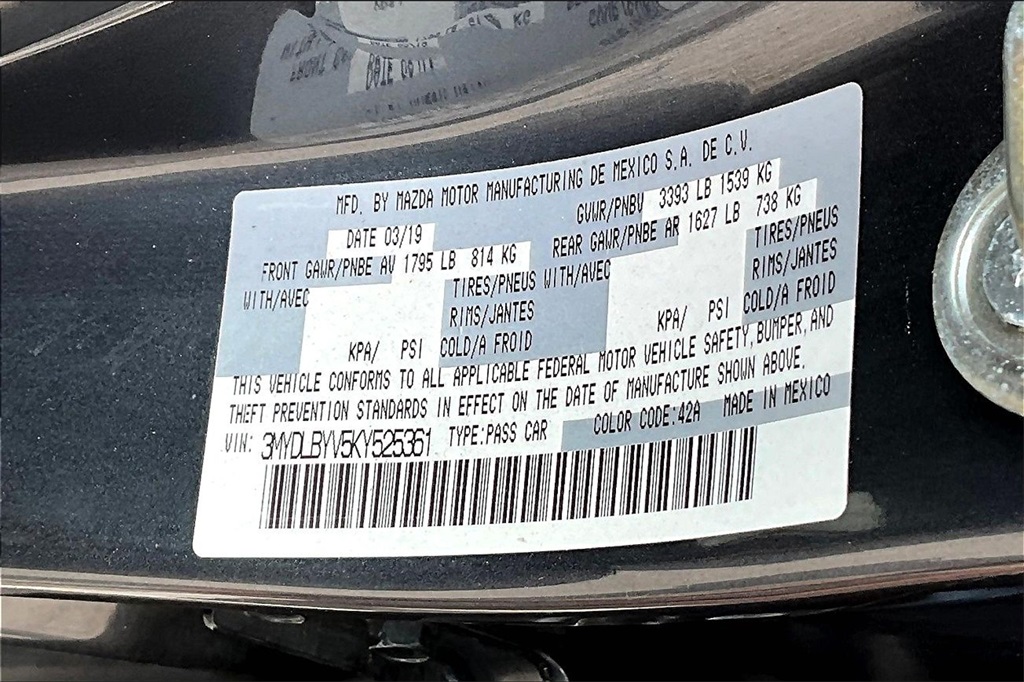 MFD. BY MAZDA MOTOR MANUFACTURING DE MEXICO S.A. DE C.V.
DATE 03/19 GVWR/PNBV 3393 LB 1539 KG
FRONT GAWR/PNBE AV 1795 LB 814 KG REAR GAWR/PNBE AR 1627 LB 738 KG
WITH/AVEC TIRES/PNEUS WITH/AVEC TIRES/PNEUS
RIMS/JANTES RIMS/JANTES
KPA/ PSI COLD/A FROID KPA/ PSI COLD/A FROID
THIS VEHICLE CONFORMS TO ALL APPLICABLE FEDERAL MOTOR VEHICLE SAFETY, BUMPER, AND
THEFT PREVENTION STANDARDS IN EFFECT ON THE DATE OF MANUFACTURE SHOWN ABOVE.
VIN: 3MYDLBYV5KY525361 TYPE:PASS CAR COLOR CODE:42A MADE IN MEXICO